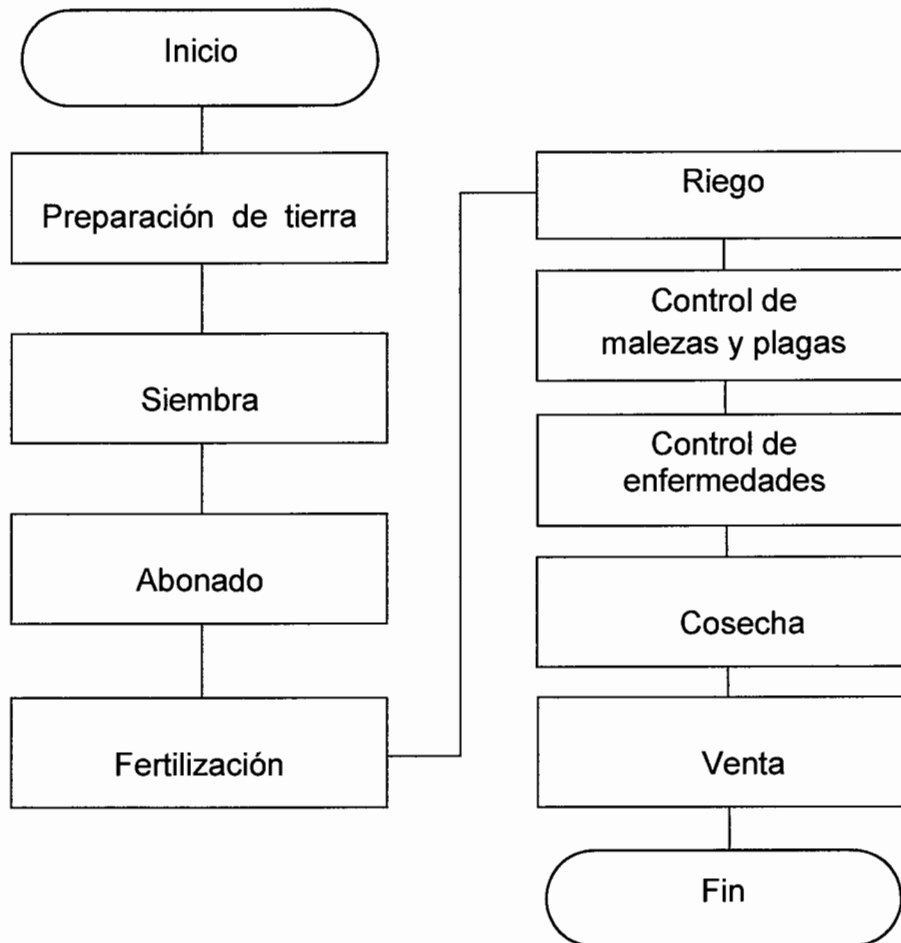 Inicio
Preparación de tierra
Siembra
Abonado
Fertilización
Riego
Control de
malezas y plagas
Control de
enfermedades
Cosecha
Venta
Fin